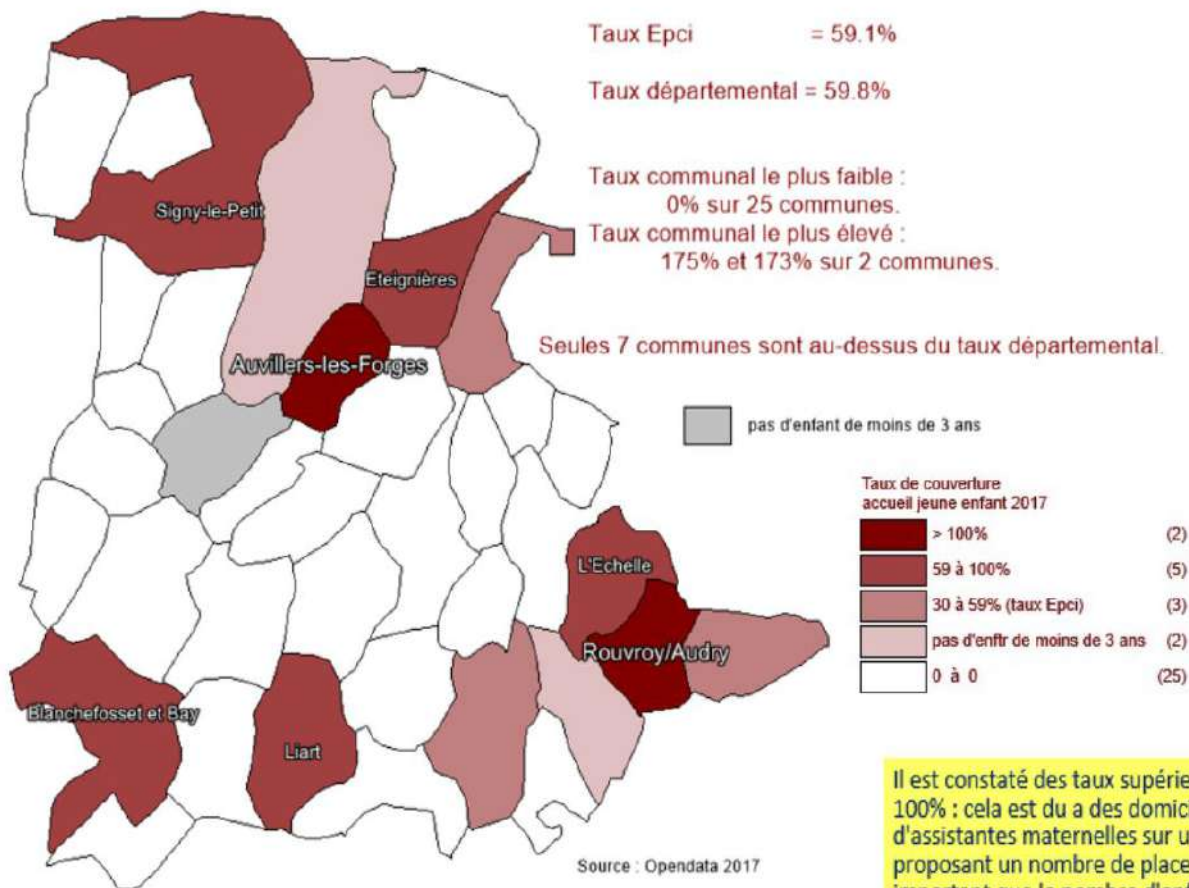 Taux Epci = 59.1%
Taux départemental = 59.8%
Taux communal le plus faible :
0% sur 25 communes.
Taux communal le plus élevé :
175% et 173% sur 2 communes.
Signy-le-Petit
Eteignières
Seules 7 communes sont au-dessus du taux départemental.
Auvillers-les-Forges
pas d'enfant de moins de 3 ans
Taux de couverture
accueil jeune enfant 2017
> 100% (2)
59 à 100% (5)
30 à 59% (taux Epci) (3)
pas d'enftr de moins de 3 ans (2)
0 à 0 (25)
L'Echelle
Rouvroy/Audry
Blanchefosset et Bay
Liart
Il est constaté des taux supérie
100% : cela est du a des domici
d'assistantes maternelles sur u
proposant un nombre de place
Source : Opendata 2017